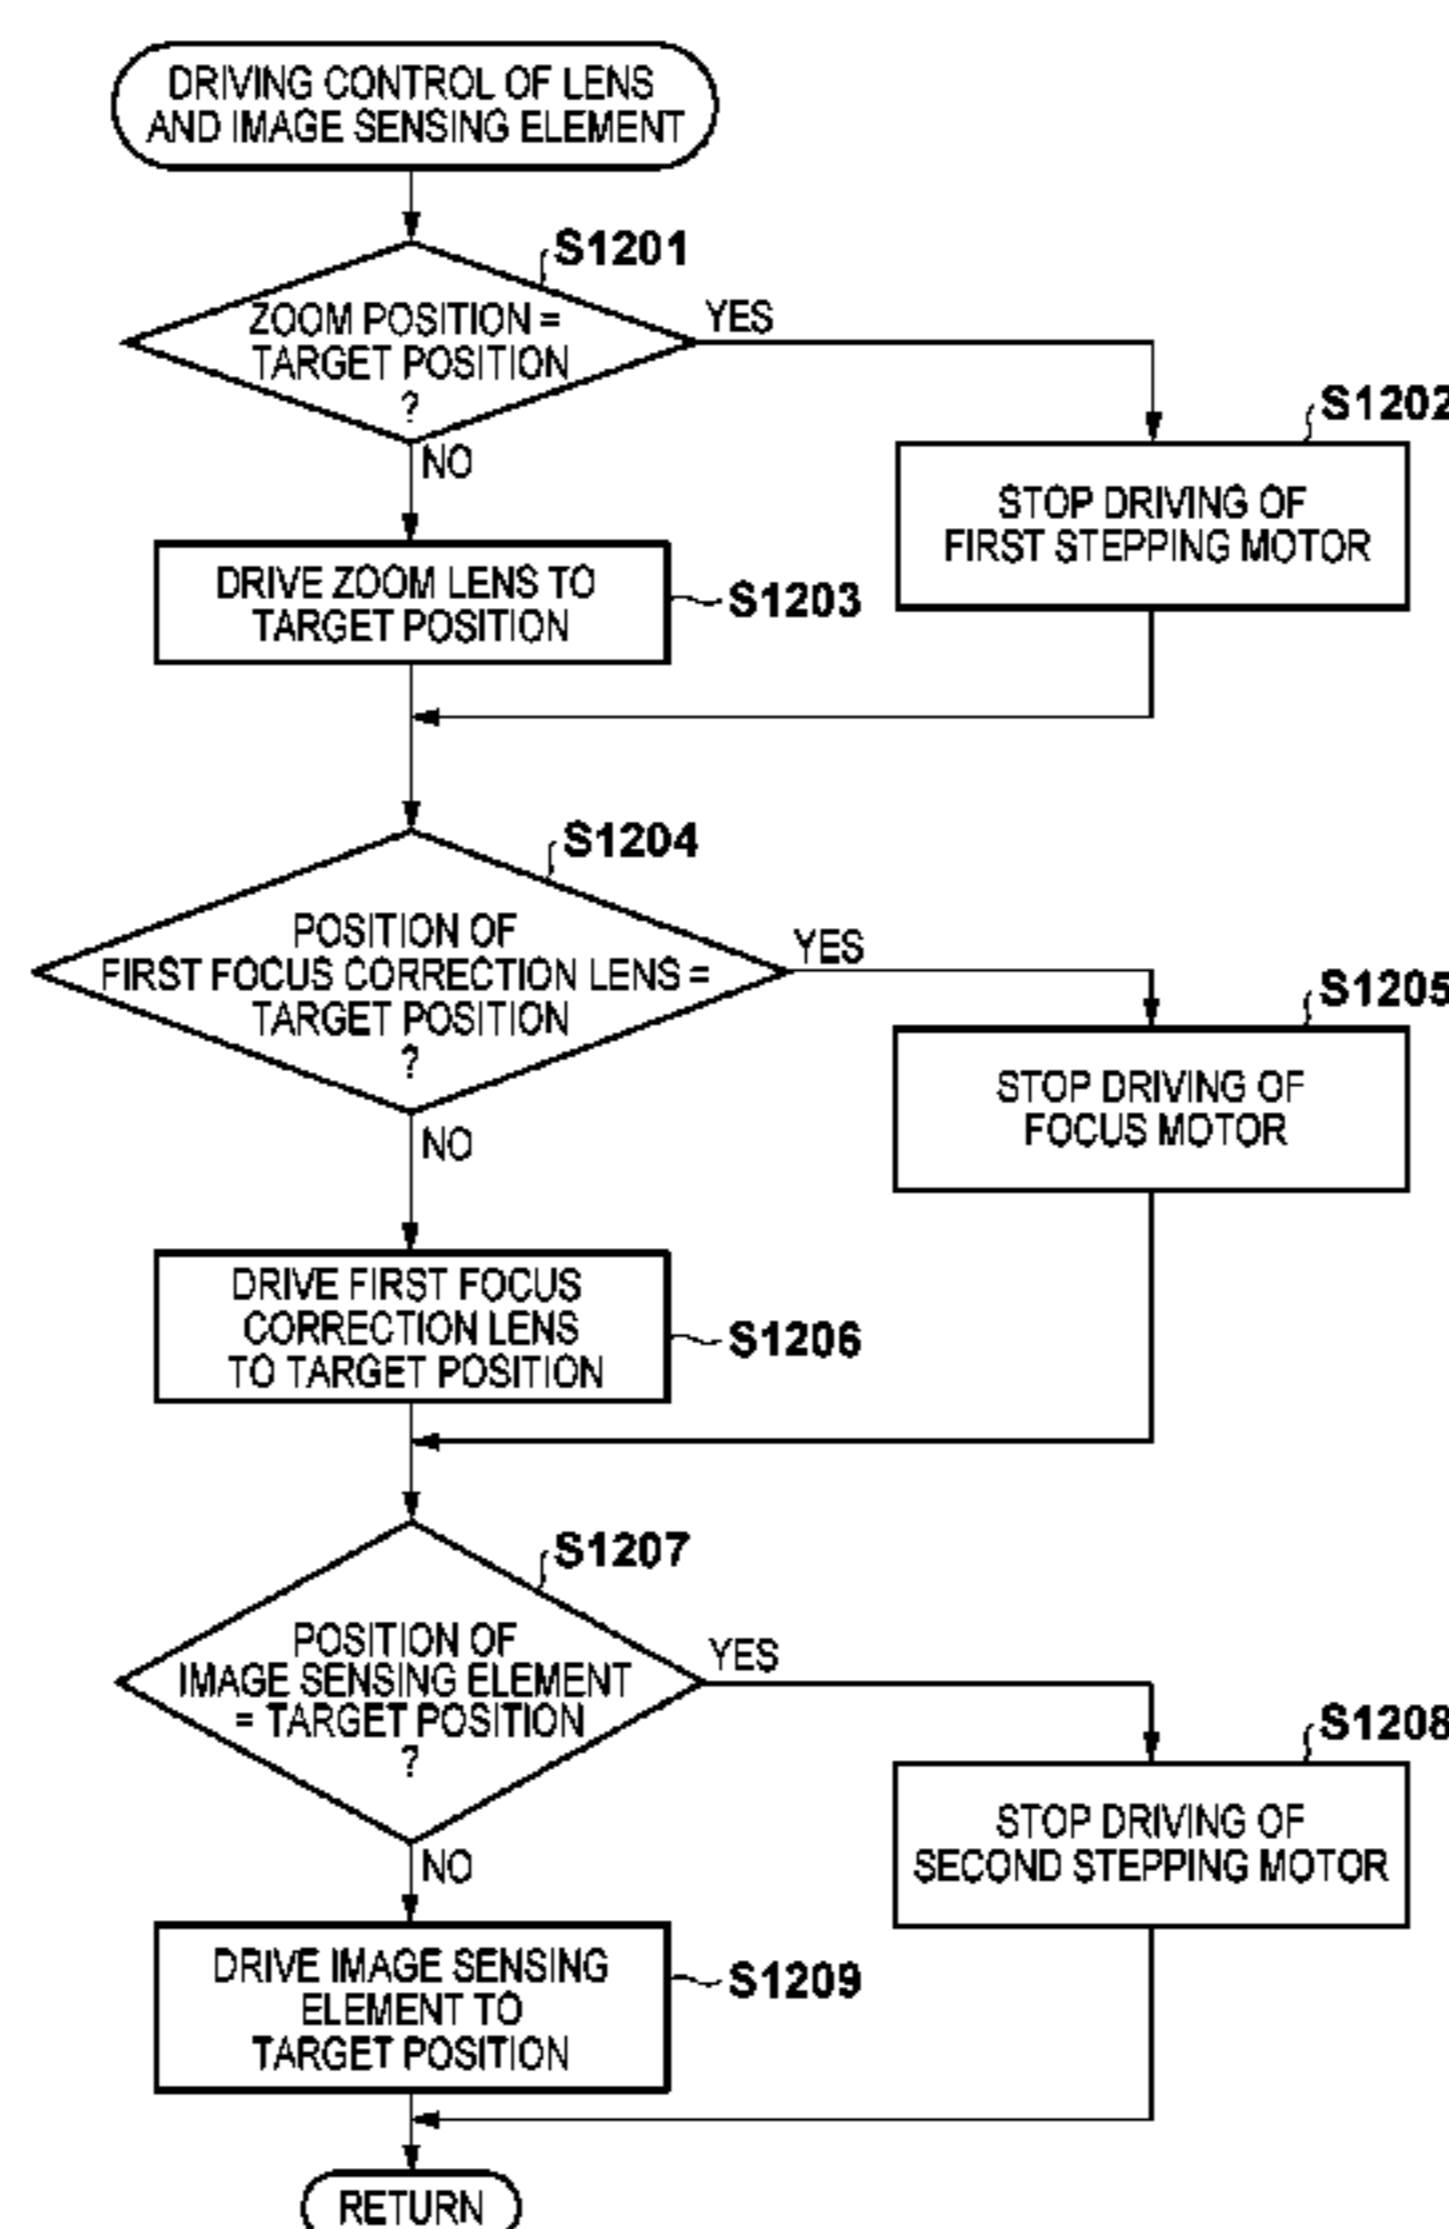 DRIVING CONTROL OF LENS
AND IMAGE SENSING ELEMENT
S1201
ZOOM POSITION =
TARGET POSITION
?
YES
NO
S1202
STOP DRIVING OF
FIRST STEPPING MOTOR
DRIVE ZOOM LENS TO
TARGET POSITION
S1203
S1204
POSITION OF
FIRST FOCUS CORRECTION LENS =
TARGET POSITION
?
YES
NO
S1205
STOP DRIVING OF
FOCUS MOTOR
DRIVE FIRST FOCUS
CORRECTION LENS
TO TARGET POSITION
S1206
S1207
POSITION OF
IMAGE SENSING ELEMENT
= TARGET POSITION
?
YES
NO
S1208
STOP DRIVING OF
SECOND STEPPING MOTOR
DRIVE IMAGE SENSING
ELEMENT TO
TARGET POSITION
S1209
RETURN